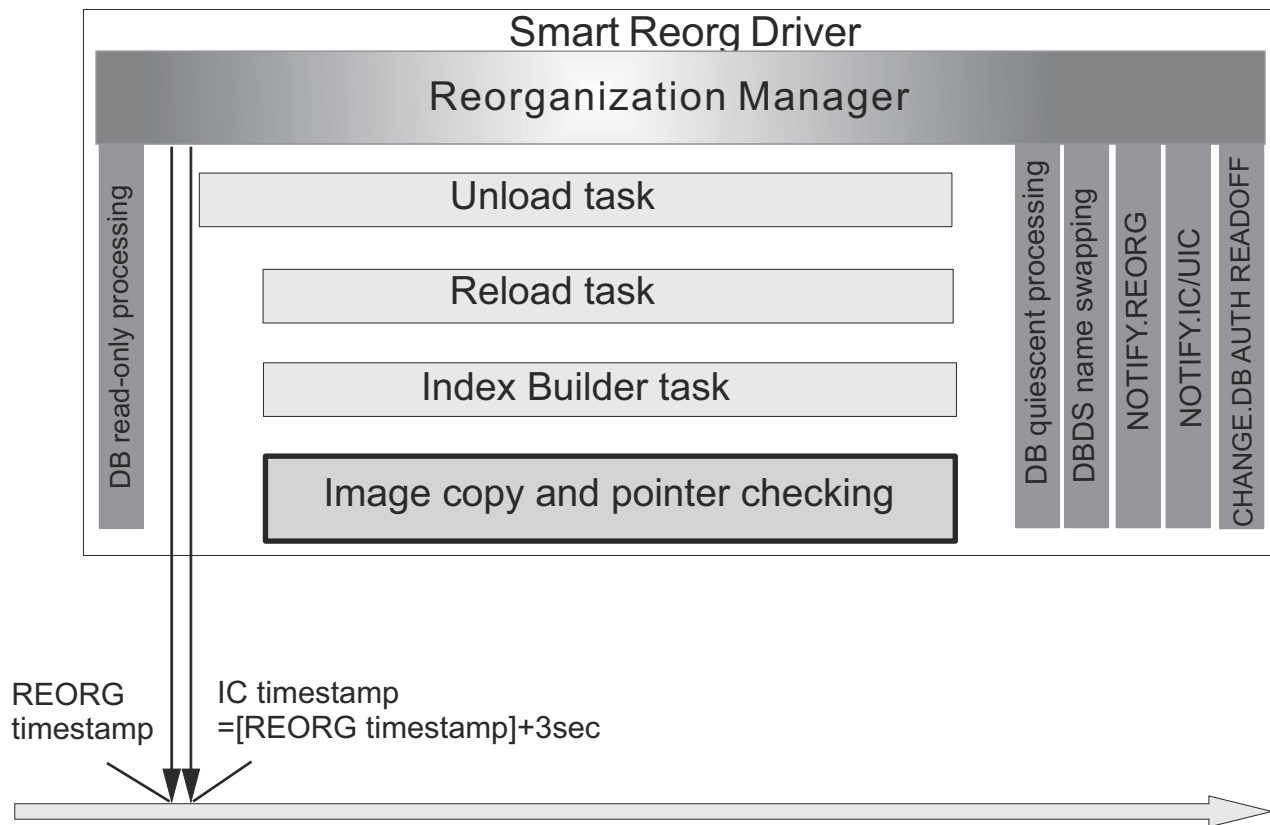 Smart Reorg Driver
Reorganization Manager
DB read-only processing
Unload task
Reload task
Index Builder task
Image copy and pointer checking
DB quiescent processing
DBDS name swapping
NOTIFY.REORG
NOTIFY.IC/UIC
CHANGE.DB AUTH READOFF
REORG
timestamp
IC timestamp
=[REORG timestamp]+3sec